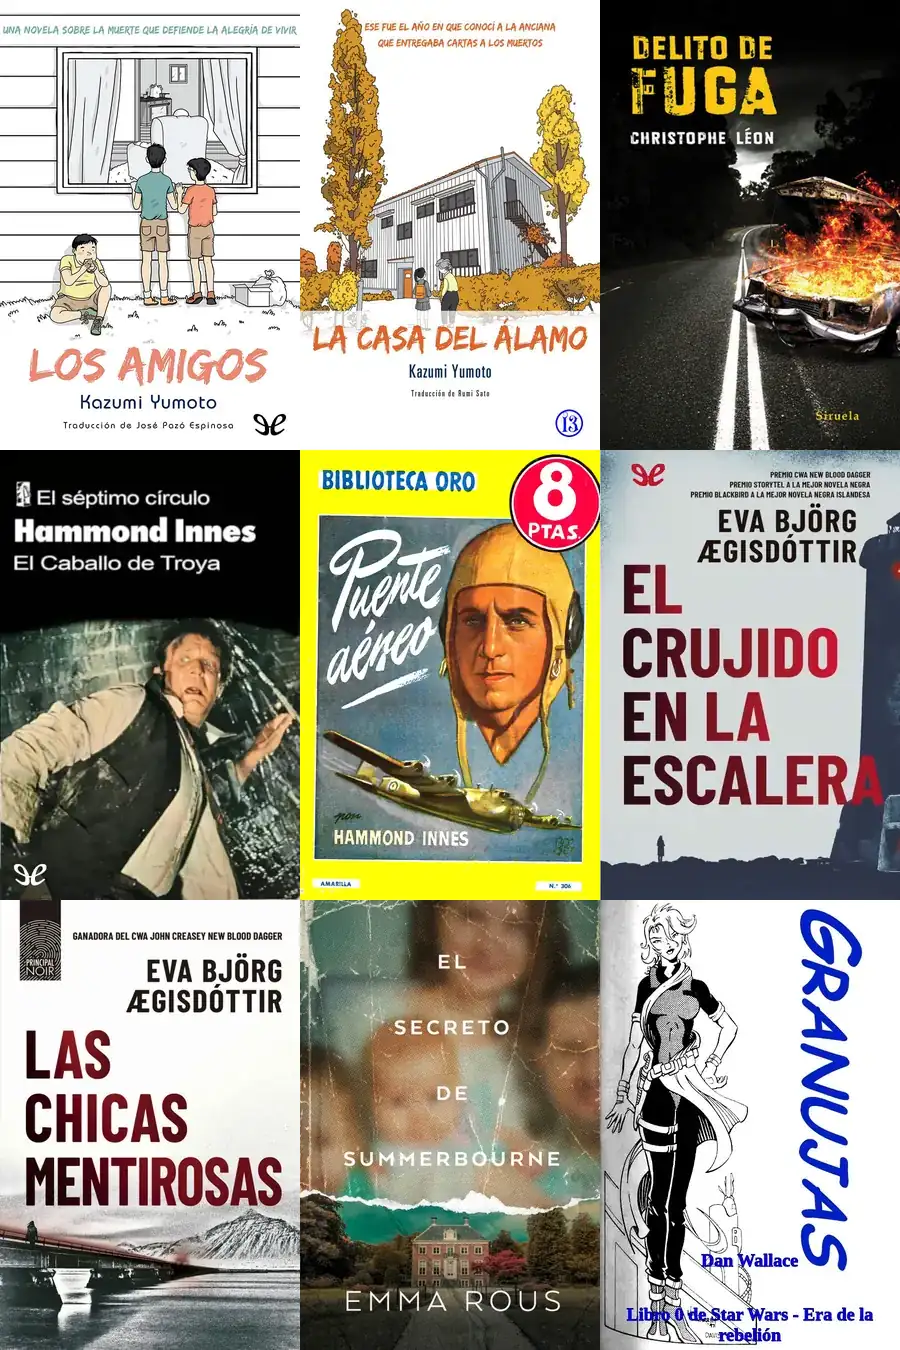 UNA NOVELA SOBRE LA MUERTE QUE DEFIENDE LA ALEGRÍA DE VIVIR
LOS AMIGOS
Kazumi Yumoto
Traducción de José Pazó Espinosa
ESE FUE EL AÑO EN QUE CONOCÍ A LA ANCIANA
QUE ENTREGABA CARTAS A LOS MUERTOS
LA CASA DEL ÁLAMO
Kazumi Yumoto
Traducción de Rumi Sato
13
DELITO DE
FUGA
CHRISTOPHE LÉON
Siruela
El séptimo círculo
Hammond Innes
El Caballo de Troya
BIBLIOTECA ORO
8
PTAS.
Puente
aéreo
por
HAMMOND INNES
AMARILLA
N.º 306
PREMIO CWA NEW BLOOD DAGGER
PREMIO STORYTEL A LA MEJOR NOVELA NEGRA
PREMIO BLACKBIRD A LA MEJOR NOVELA NEGRA ISLANDESA
EVA BJÖRG
ÆGISDÓTTIR
EL
CRUJIDO
EN LA
ESCALERA
PRINCIPAL
NOIR
GANADORA DEL CWA JOHN CREASEY NEW BLOOD DAGGER
EVA BJÖRG
ÆGISDÓTTIR
LAS
CHICAS
MENTIROSAS
EL
SECRETO
DE
SUMMERBOURNE
EMMA ROUS
GRANUJAS
Dan Wallace
Libro 0 de Star Wars - Era de la
rebelión